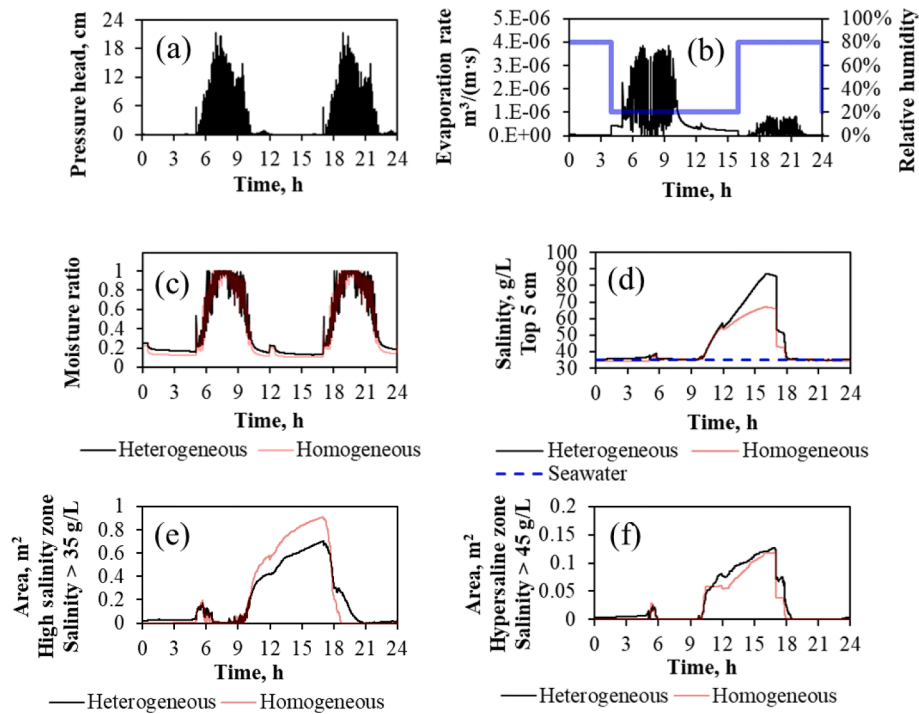 Pressure head, cm
24
18
12
6
0
(a)
0 3 6 9 12 15 18 21 24
Time, h
Evaporation rate
m³/(m·s)
5.E-06
4.E-06
3.E-06
2.E-06
1.E-06
0.E+00
(b)
100%
80%
60%
40%
20%
0%
Relative humidity
0 3 6 9 12 15 18 21 24
Time, h
Moisture ratio
1
0.8
0.6
0.4
0.2
0
(c)
0 3 6 9 12 15 18 21 24
Time, h
Heterogeneous Homogeneous
Salinity, g/L
Top 5 cm
100
90
80
70
60
50
40
30
(d)
0 3 6 9 12 15 18 21 24
Time, h
Heterogeneous Homogeneous
Seawater
Area, m²
High salinity zone
Salinity > 35 g/L
1
0.8
0.6
0.4
0.2
0
(e)
0 3 6 9 12 15 18 21 24
Time, h
Heterogeneous Homogeneous
Area, m²
Hypersaline zone
Salinity > 45 g/L
0.2
0.15
0.1
0.05
0
(f)
0 3 6 9 12 15 18 21 24
Time, h
Heterogeneous Homogeneous